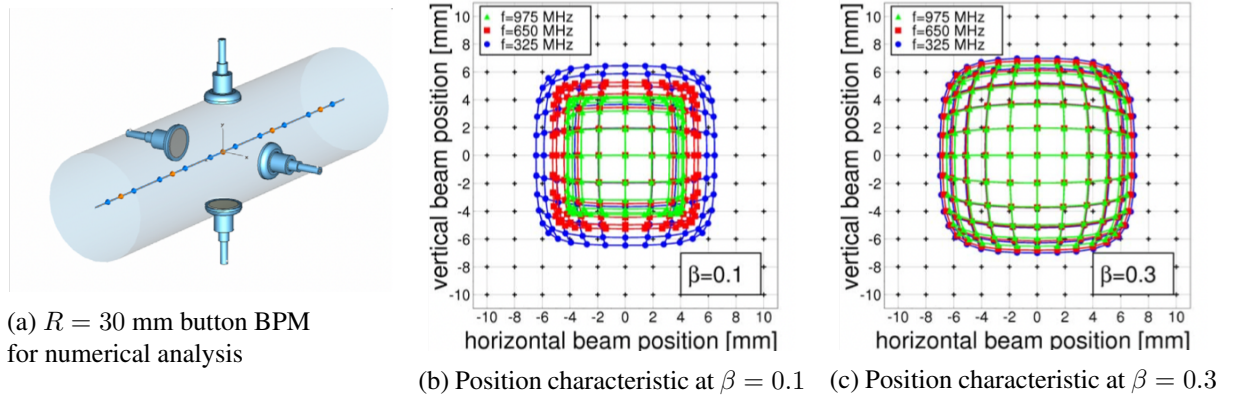 (a) R = 30 mm button BPM
for numerical analysis
f=975 MHz
f=650 MHz
f=325 MHz
vertical beam position [mm]
10
8
6
4
2
0
-2
-4
-6
-8
-10
β=0.1
-10 -8 -6 -4 -2 0 2 4 6 8 10
horizontal beam position [mm]
(b) Position characteristic at β = 0.1
f=975 MHz
f=650 MHz
f=325 MHz
vertical beam position [mm]
10
8
6
4
2
0
-2
-4
-6
-8
-10
β=0.3
-10 -8 -6 -4 -2 0 2 4 6 8 10
horizontal beam position [mm]
(c) Position characteristic at β = 0.3